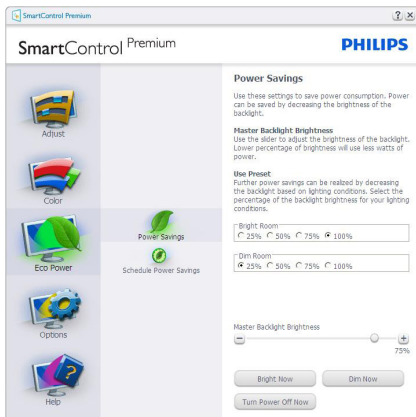 SmartControl Premium
? ×
SmartControl Premium
PHILIPS
Adjust
Color
Eco Power
Options
Help
Power Savings
Schedule Power Savings
Power Savings
Use these settings to save power consumption. Power
can be saved by decreasing the brightness of the
backlight.
Master Backlight Brightness
Use the slider to adjust the brightness of the backlight.
Lower percentage of brightness will use less watts of
power.
Use Preset
Further power savings can be realized by decreasing
the backlight based on lighting conditions. Select the
percentage of the backlight brightness for your lighting
conditions.
Bright Room
25% 50% 75% 100%
Dim Room
25% 50% 75% 100%
Master Backlight Brightness
75%
Bright Now Dim Now
Turn Power Off Now